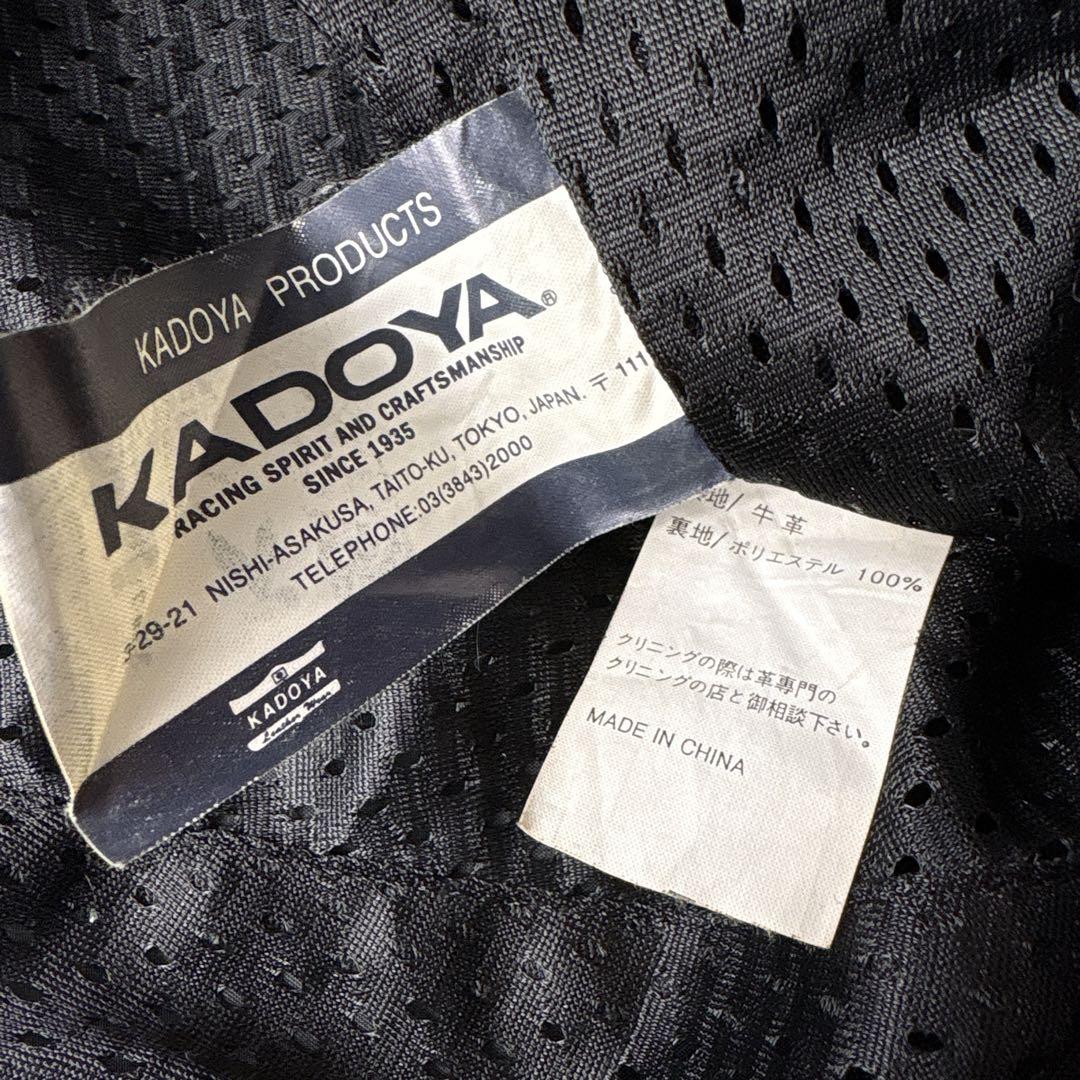 KADOYA PRODUCTS
KADOYA®
RACING SPIRIT AND CRAFTSMANSHIP
SINCE 1935
29-21 NISHI-ASAKUSA, TAITO-KU, TOKYO, JAPAN. 〒111
TELEPHONE:03(3843)2000
KADOYA
Leather Wear
地/ 牛革
裏地/ ポリエステル 100%
クリニングの際は革専門の
クリニングの店と御相談下さい。
MADE IN CHINA